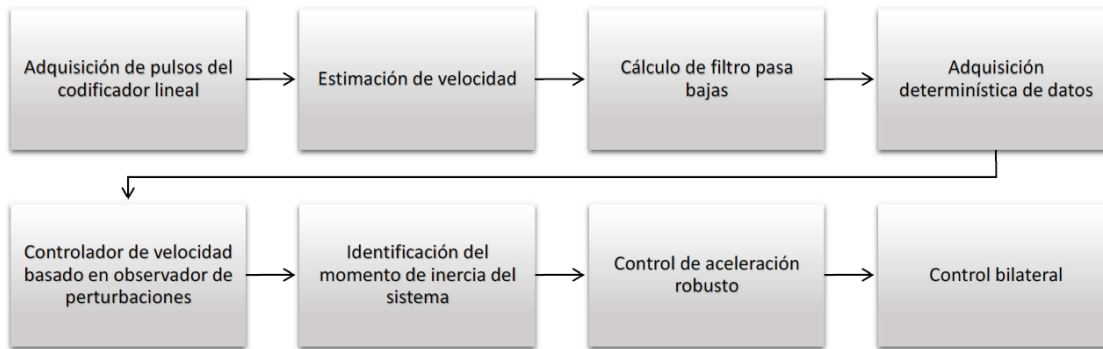 Adquisición de pulsos del
codificador lineal
Estimación de velocidad
Cálculo de filtro pasa
bajas
Adquisición
determinística de datos
Controlador de velocidad
basado en observador de
perturbaciones
Identificación del
momento de inercia del
sistema
Control de aceleración
robusto
Control bilateral